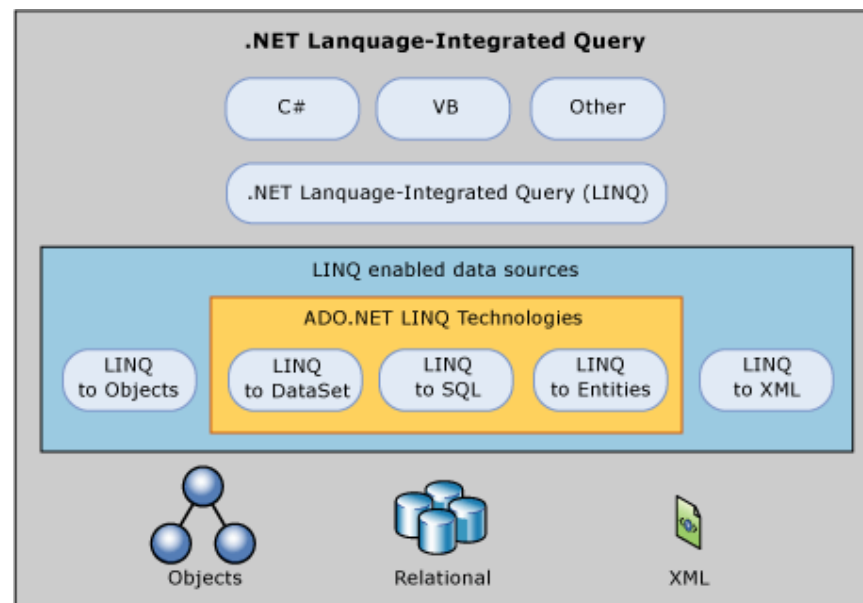 .NET Lanquage-Integrated Query
C#
VB
Other
.NET Lanquage-Integrated Query (LINQ)
LINQ enabled data sources
ADO.NET LINQ Technologies
LINQ
to Objects
LINQ
to DataSet
LINQ
to SQL
LINQ
to Entities
LINQ
to XML
Objects
Relational
XML